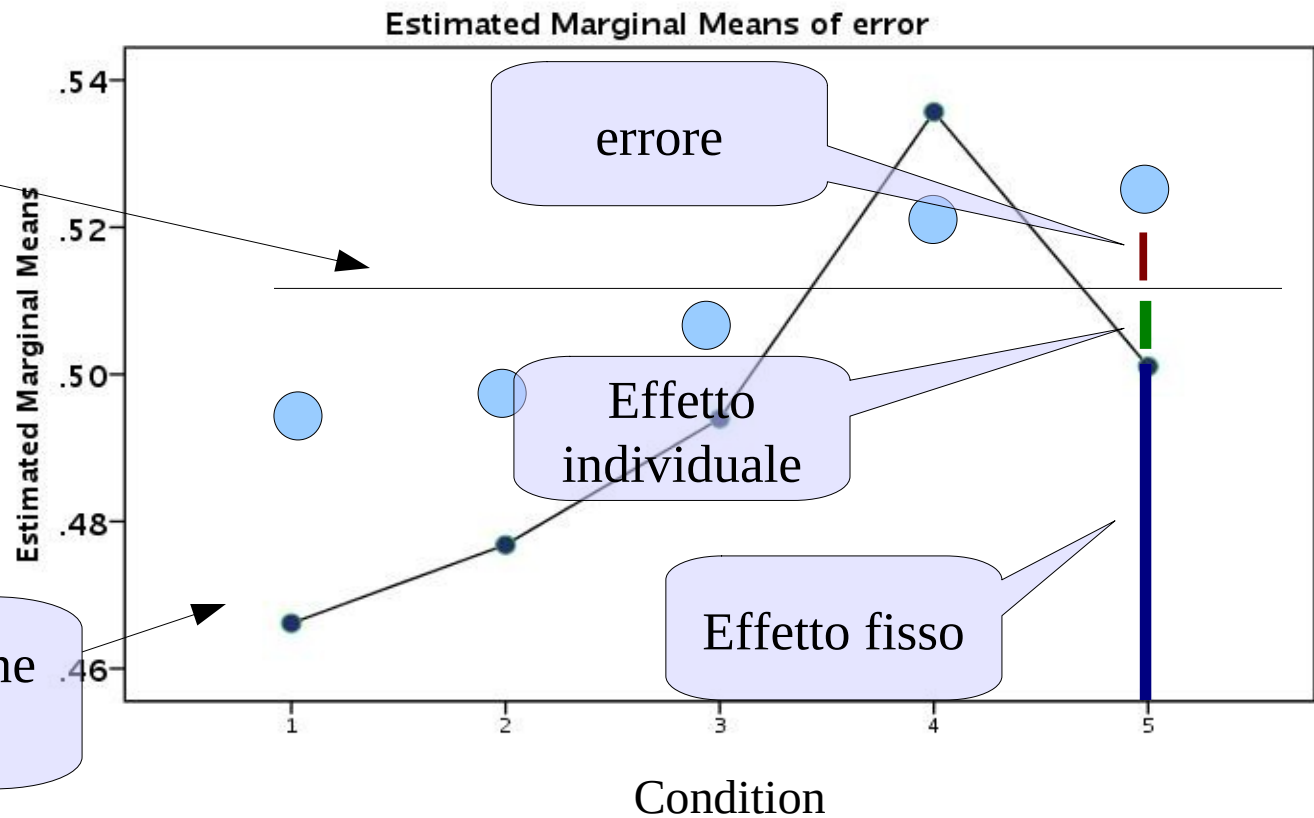 Estimated Marginal Means of error
Estimated Marginal Means
.54
.52
.50
.48
.46
errore
Effetto
individuale
Effetto fisso
1 2 3 4 5
Condition